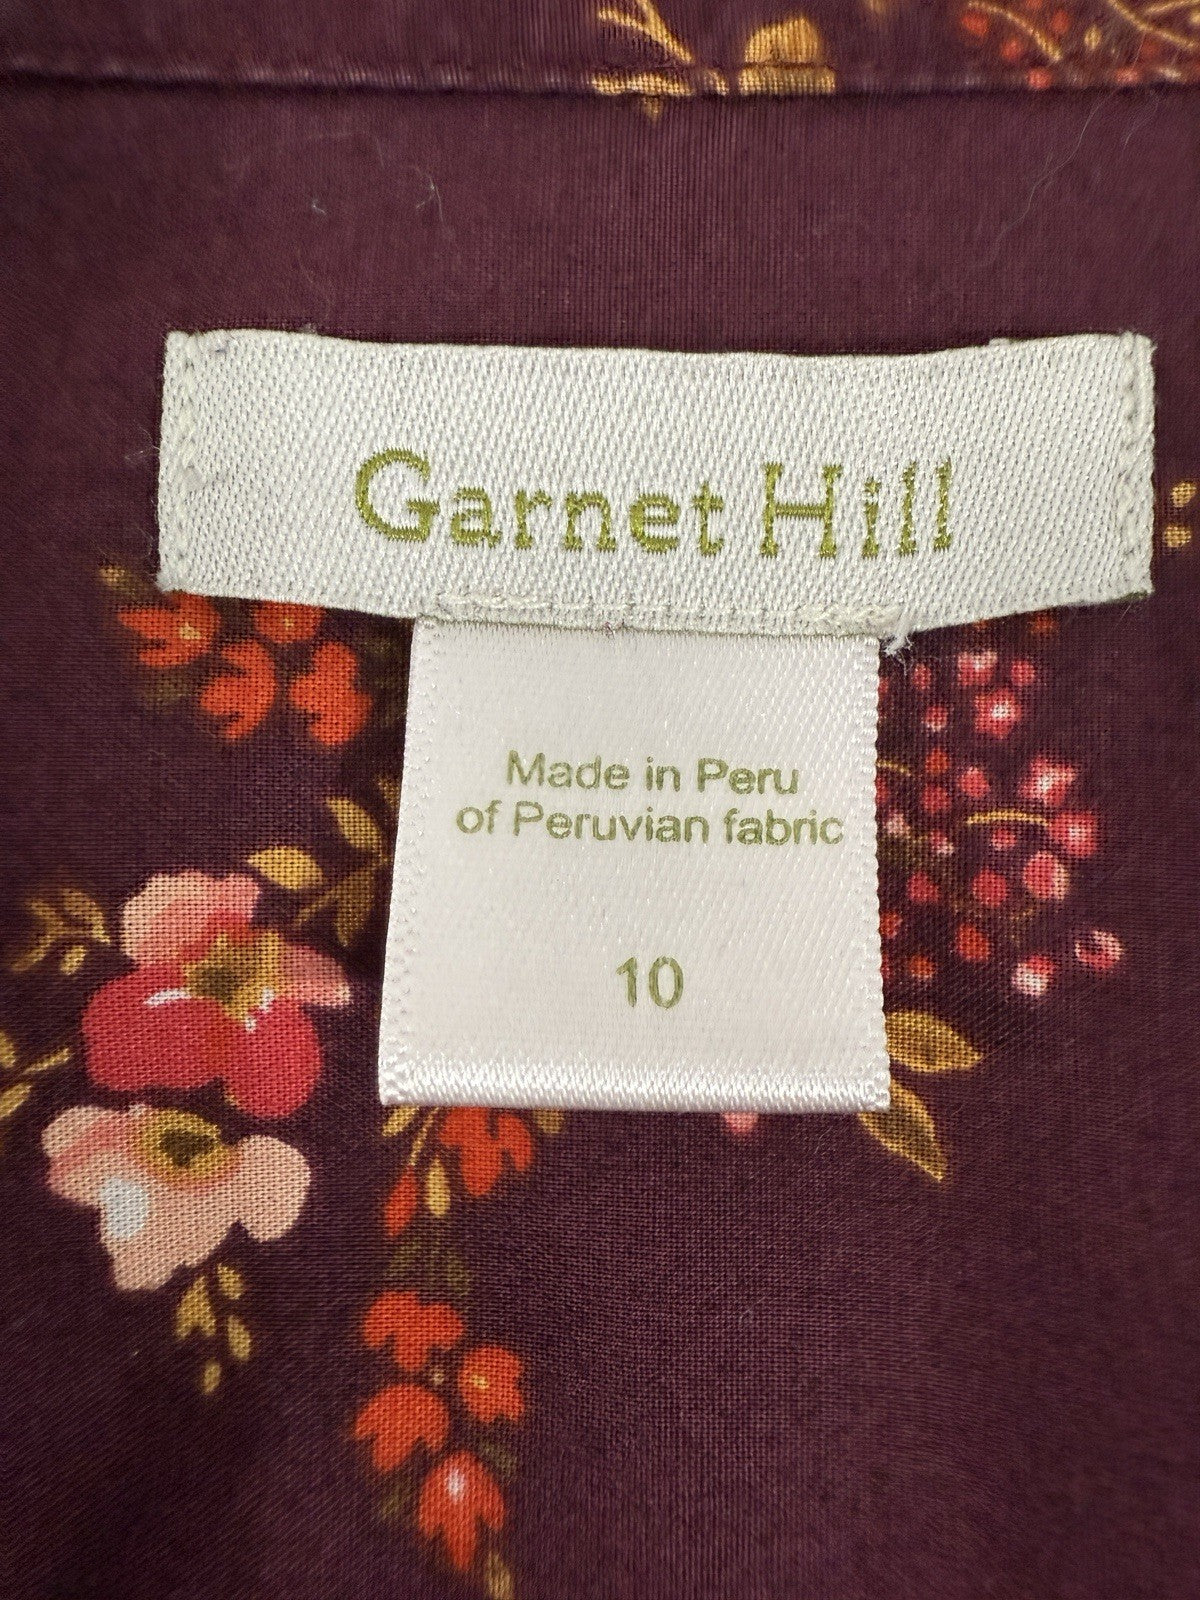 Garnet Hill
Made in Peru
of Peruvian fabric
10